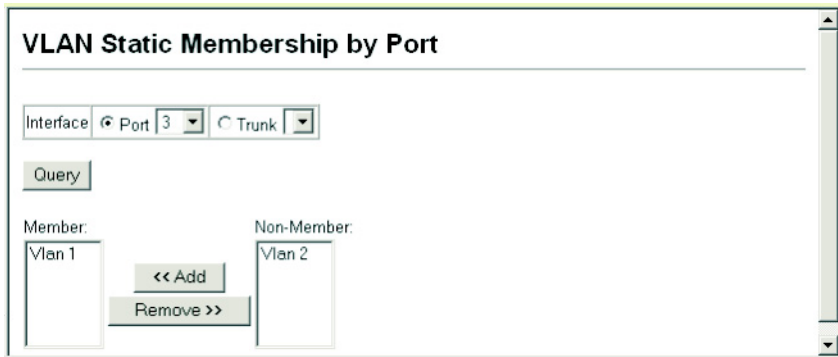 VLAN Static Membership by Port
Interface Port 3 Trunk
Query
Member: Non-Member:
Vlan 1 Vlan 2
<< Add
Remove >>